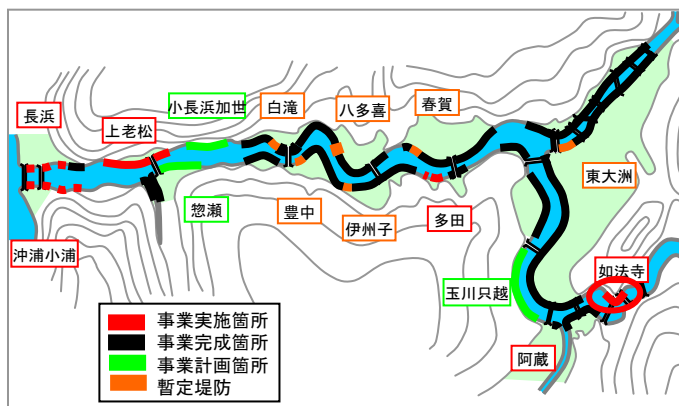 長浜
上老松
小長浜加世
白滝
八多喜
春賀
東大洲
如法寺
沖浦小浦
惣瀬
豊中
伊州子
多田
玉川只越
阿蔵
事業実施箇所
事業完成箇所
事業計画箇所
暫定堤防